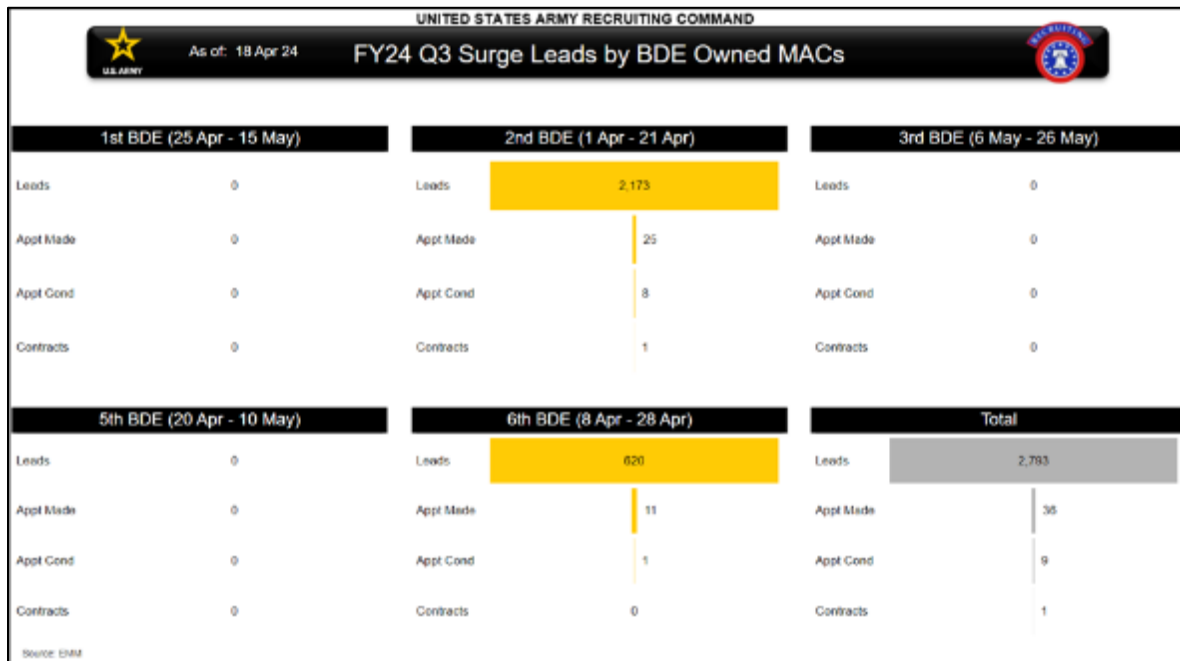 UNITED STATES ARMY RECRUITING COMMAND
U.S. ARMY
As of: 18 Apr 24
FY24 Q3 Surge Leads by BDE Owned MACs
RECRUITING
1st BDE (25 Apr - 15 May)
Leads 0
Appt Made 0
Appt Cond 0
Contracts 0
2nd BDE (1 Apr - 21 Apr)
Leads 2,173
Appt Made 25
Appt Cond 8
Contracts 1
3rd BDE (6 May - 26 May)
Leads 0
Appt Made 0
Appt Cond 0
Contracts 0
5th BDE (20 Apr - 10 May)
Leads 0
Appt Made 0
Appt Cond 0
Contracts 0
6th BDE (8 Apr - 28 Apr)
Leads 620
Appt Made 11
Appt Cond 1
Contracts 0
Total
Leads 2,793
Appt Made 36
Appt Cond 9
Contracts 1
Source: EMM